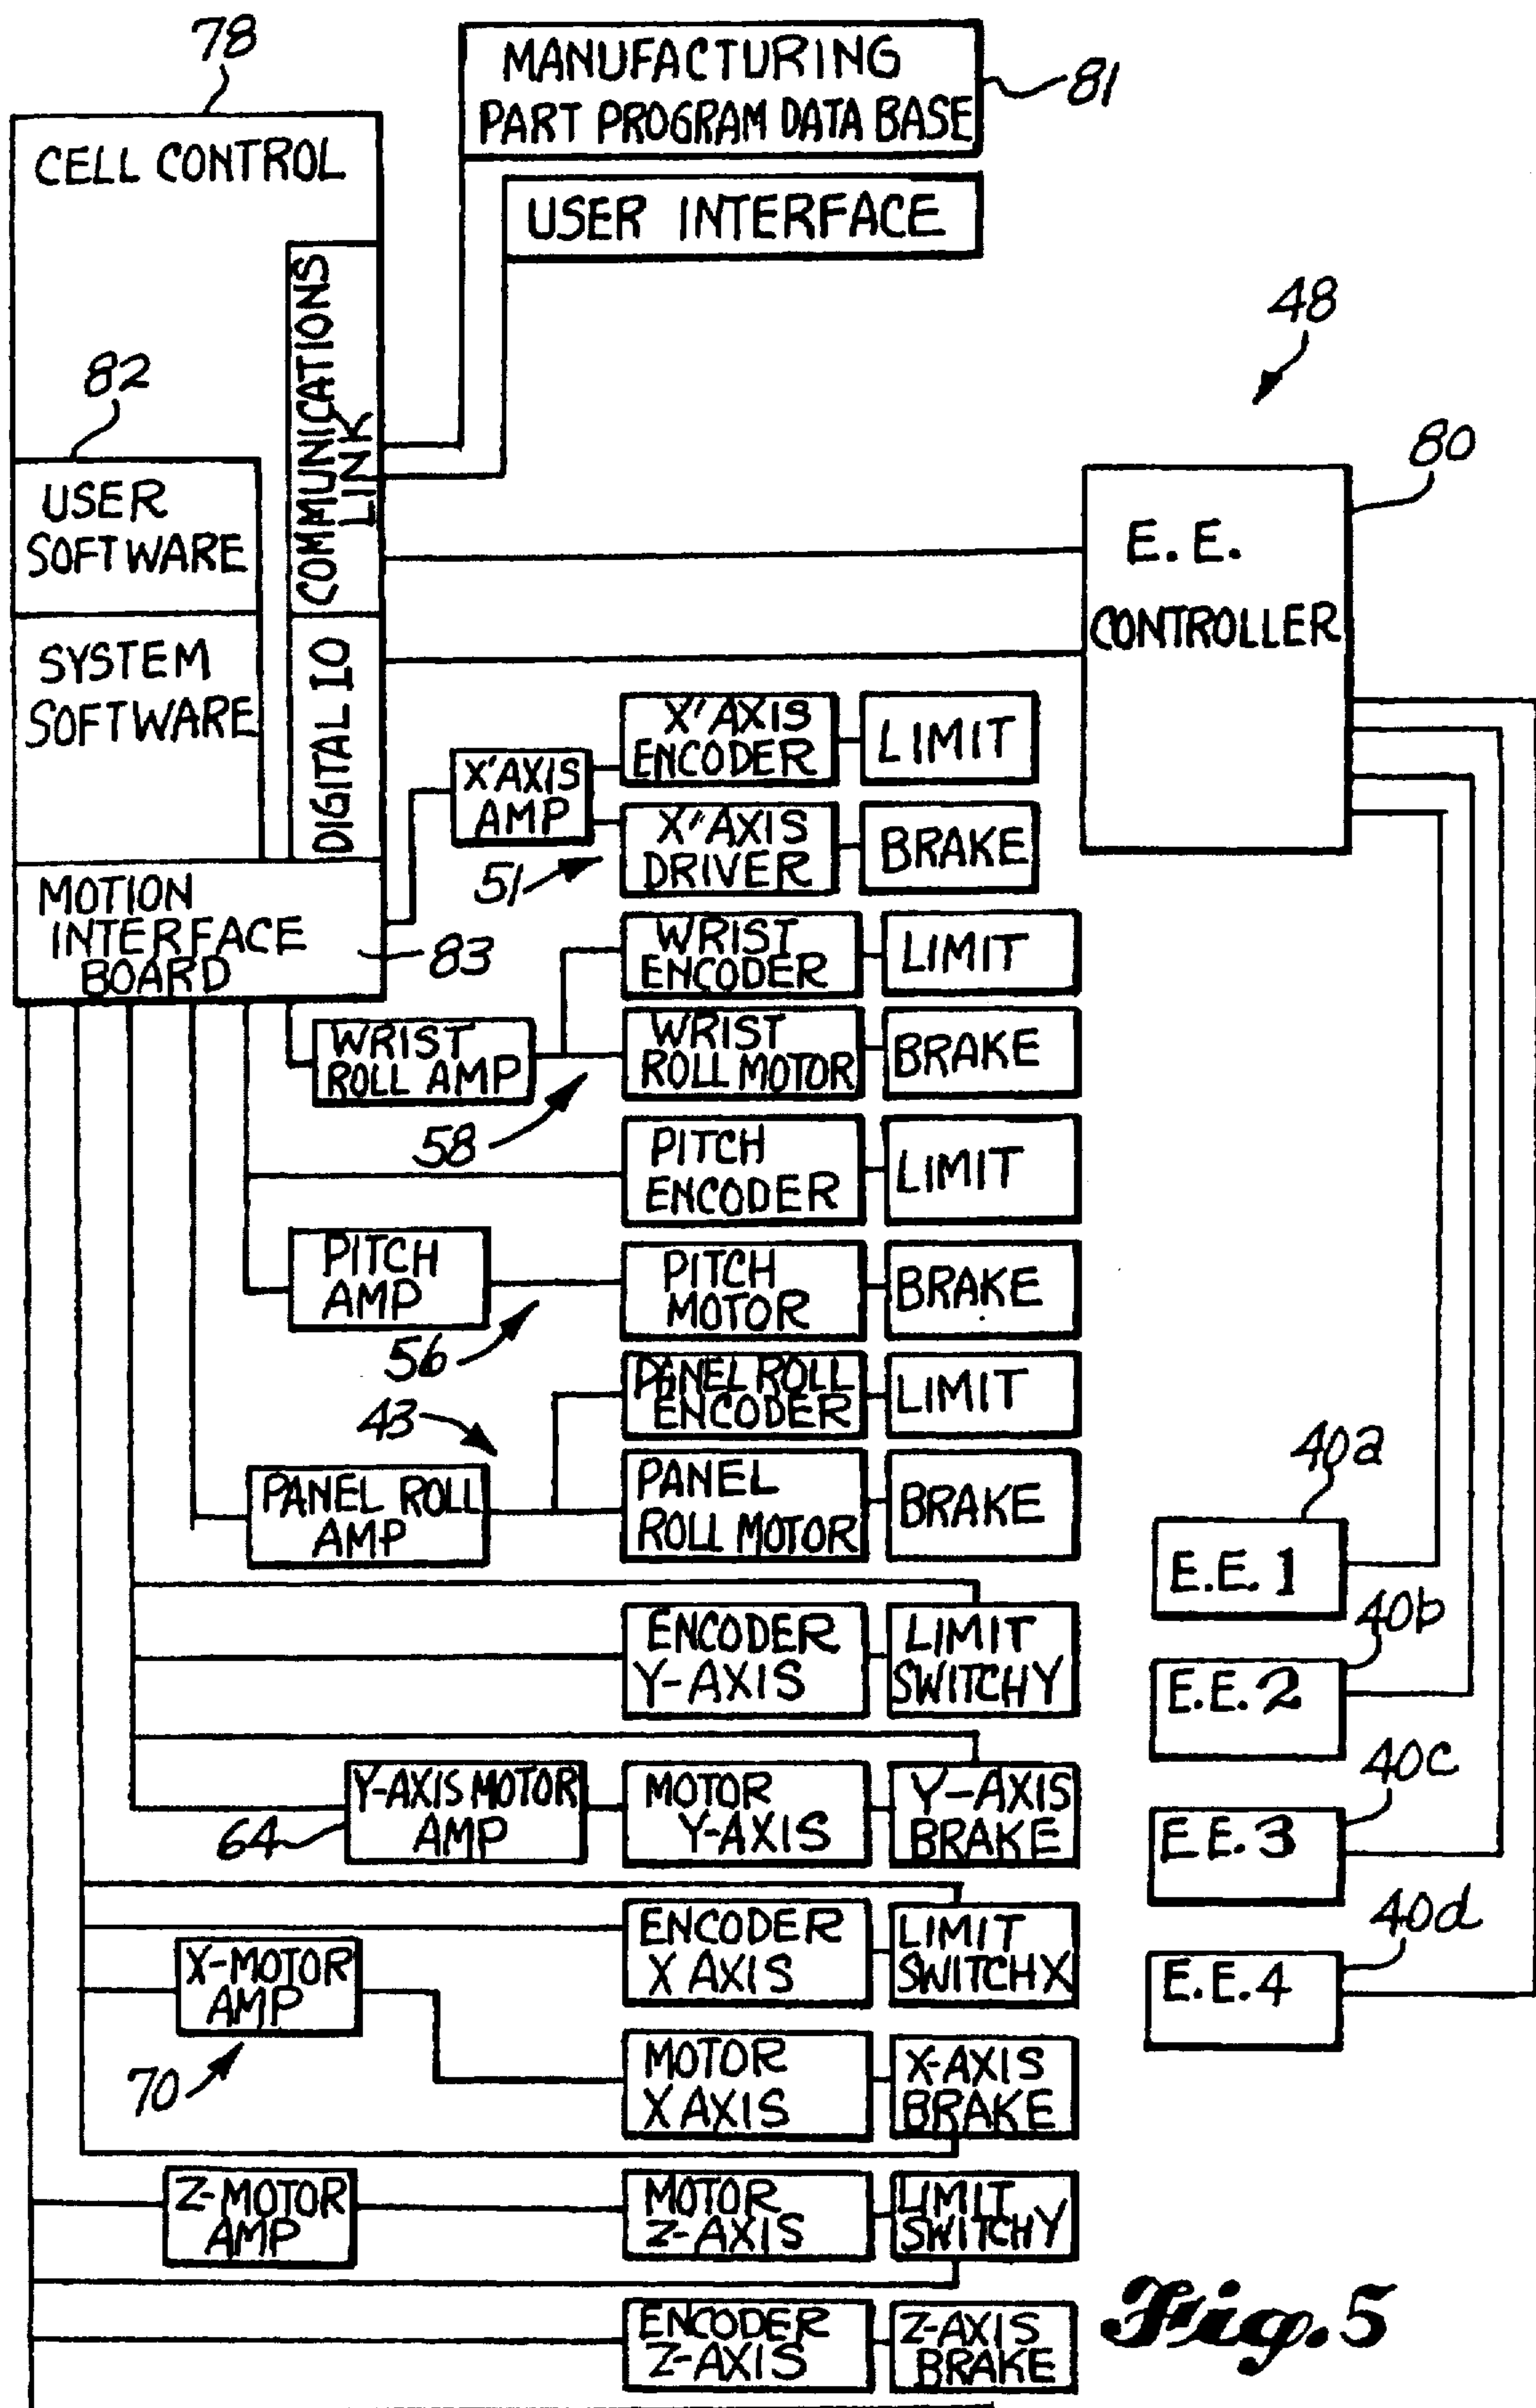 78
MANUFACTURING
PART PROGRAM DATA BASE
81
CELL CONTROL
USER INTERFACE
COMMUNICATIONS
LINK
48
82
USER
SOFTWARE
80
E.E.
CONTROLLER
SYSTEM
SOFTWARE
DIGITAL IO
X'AXIS
AMP
X'AXIS
ENCODER
LIMIT
51
X'AXIS
DRIVER
BRAKE
MOTION
INTERFACE
BOARD
83
WRIST
ENCODER
LIMIT
WRIST
ROLL AMP
58
WRIST
ROLL MOTOR
BRAKE
PITCH
ENCODER
LIMIT
PITCH
AMP
56
PITCH
MOTOR
BRAKE
43
PANEL ROLL
ENCODER
LIMIT
PANEL ROLL
AMP
PANEL
ROLL MOTOR
BRAKE
40a
E.E.1
ENCODER
Y-AXIS
LIMIT
SWITCHY
40b
E.E.2
64
Y-AXIS MOTOR
AMP
MOTOR
Y-AXIS
Y-AXIS
BRAKE
40c
E.E.3
ENCODER
X AXIS
LIMIT
SWITCHX
40d
E.E.4
X-MOTOR
AMP
70
MOTOR
X AXIS
X-AXIS
BRAKE
Z-MOTOR
AMP
MOTOR
Z-AXIS
LIMIT
SWITCHY
ENCODER
Z-AXIS
Z-AXIS
BRAKE
Fig. 5